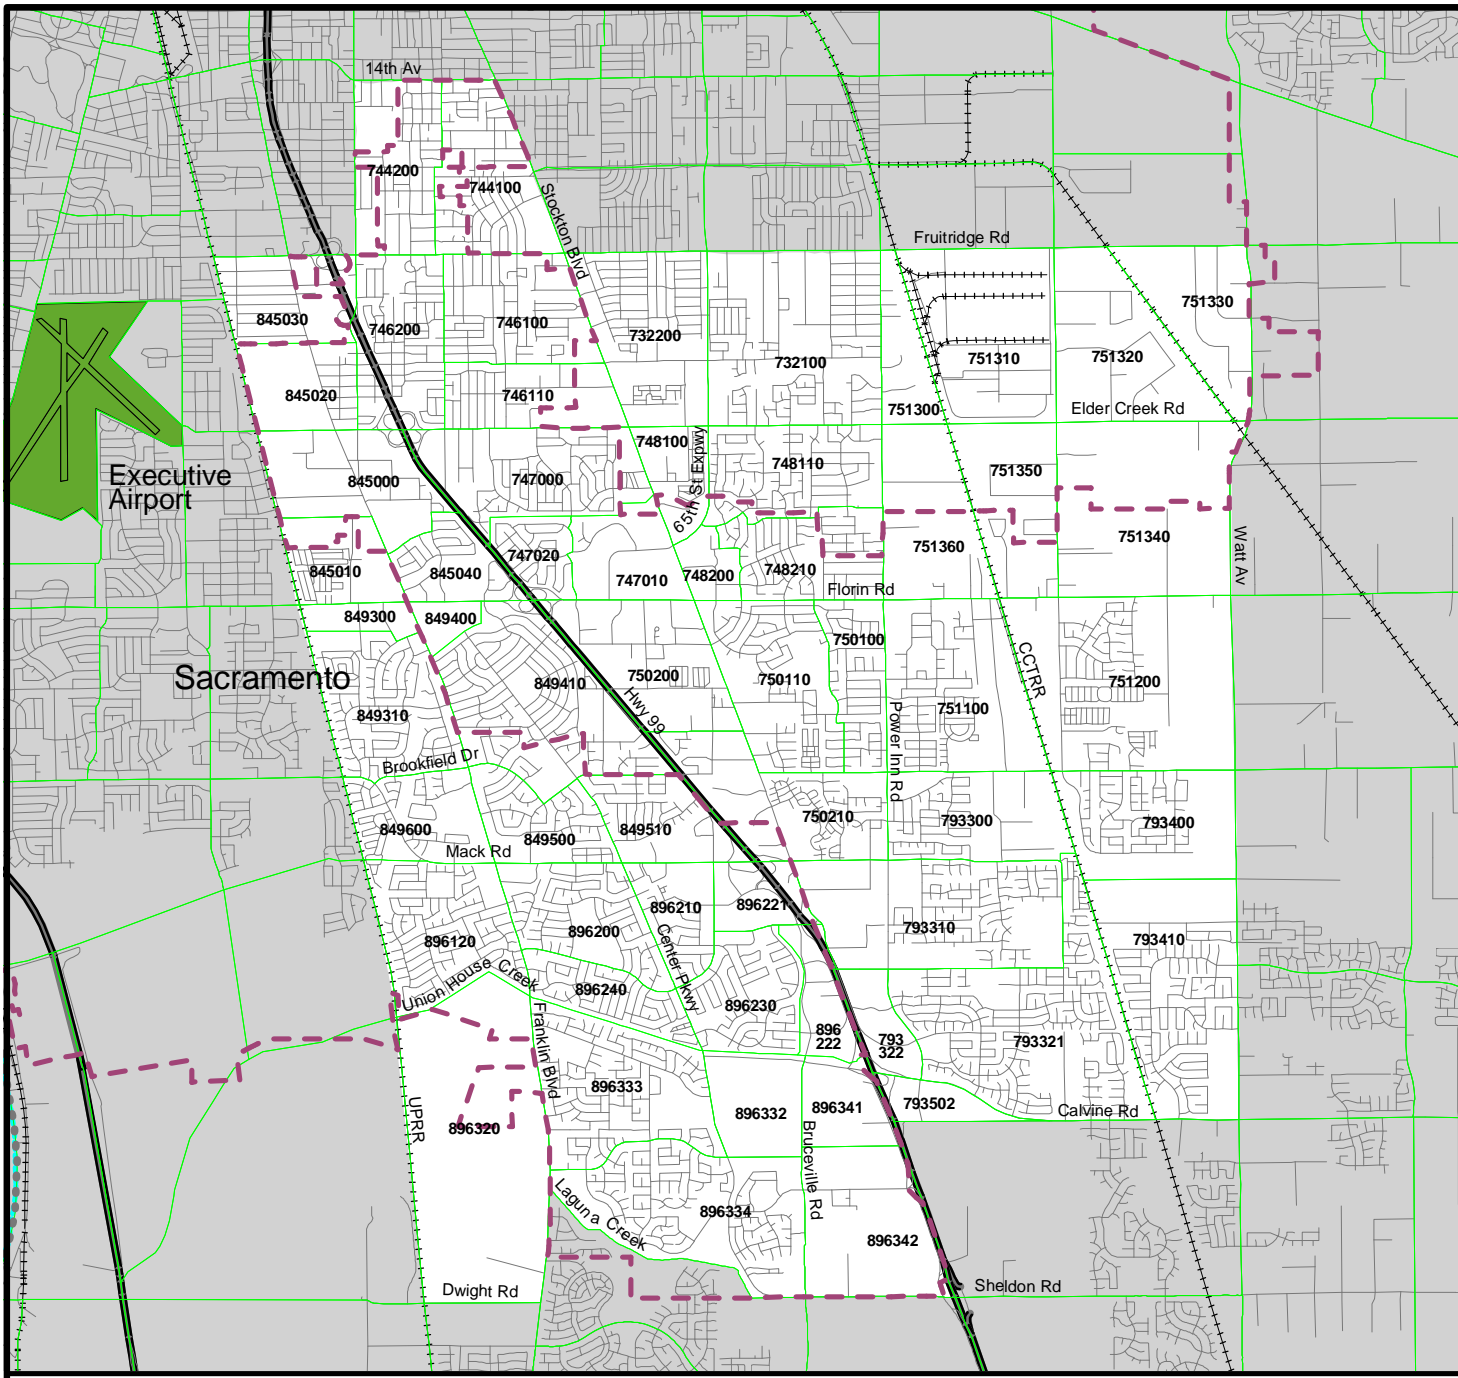 14th Av
744200
744100
Stockton Blvd
Fruitridge Rd
845030
746200
746100
732200
732100
751310
751320
751330
845020
746110
751300
Elder Creek Rd
Executive
Airport
845000
747000
748100
65th St Expwy
748110
751350
845010
845040
747020
747010
748200
748210
Florin Rd
751360
751340
Watt Av
849300
849400
Sacramento
849310
849410
750200
Hwy 99
750110
750100
Power Inn Rd
751100
CCTRR
751200
Brookfield Dr
849600
Mack Rd
849500
849510
750210
793300
793400
896120
896200
896210
896221
793310
793410
Union House Creek
Center Pkwy
896240
896230
896
222
793
322
793321
Franklin Blvd
896333
UPRR
896320
896332
896341
793502
Calvine Rd
Bruceville Rd
Laguna Creek
896334
896342
Dwight Rd
Sheldon Rd